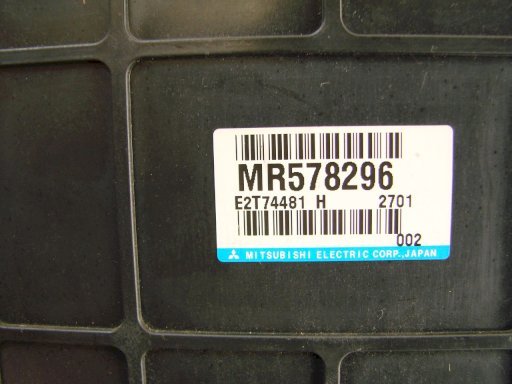 MR578296
E2T74481 H 2701
002
MITSUBISHI ELECTRIC CORP., JAPAN